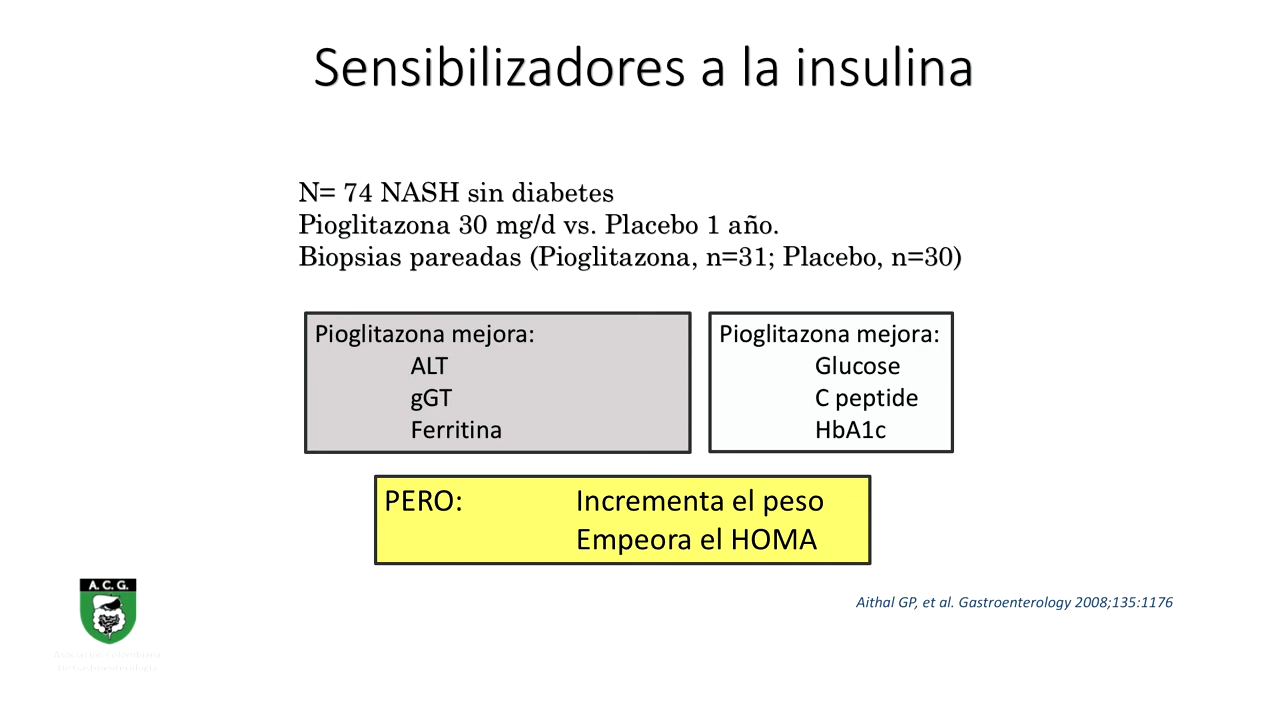 Sensibilizadores a la insulina
N= 74 NASH sin diabetes
Pioglitazona 30 mg/d vs. Placebo 1 año.
Biopsias pareadas (Pioglitazona, n=31; Placebo, n=30)
Pioglitazona mejora:
ALT
gGT
Ferritina
Pioglitazona mejora:
Glucose
C peptide
HbA1c
PERO: Incrementa el peso
Empeora el HOMA
Aithal GP, et al. Gastroenterology 2008;135:1176
A. C. G.